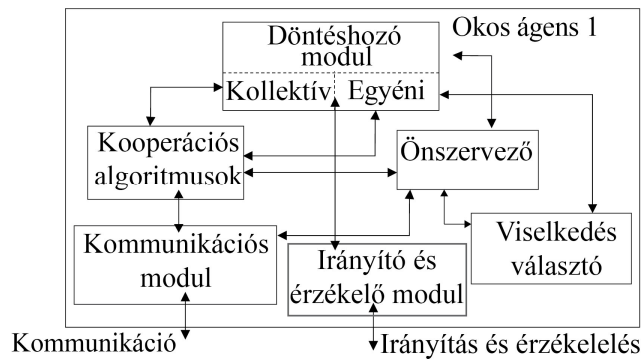 Döntéshozó
modul
Okos ágens 1
Kollektív
Egyéni
Kooperációs
algoritmusok
Önszervező
Kommunikációs
modul
Irányító és
érzékelő modul
Viselkedés
választó
Kommunikáció
Irányítás és érzékelelés